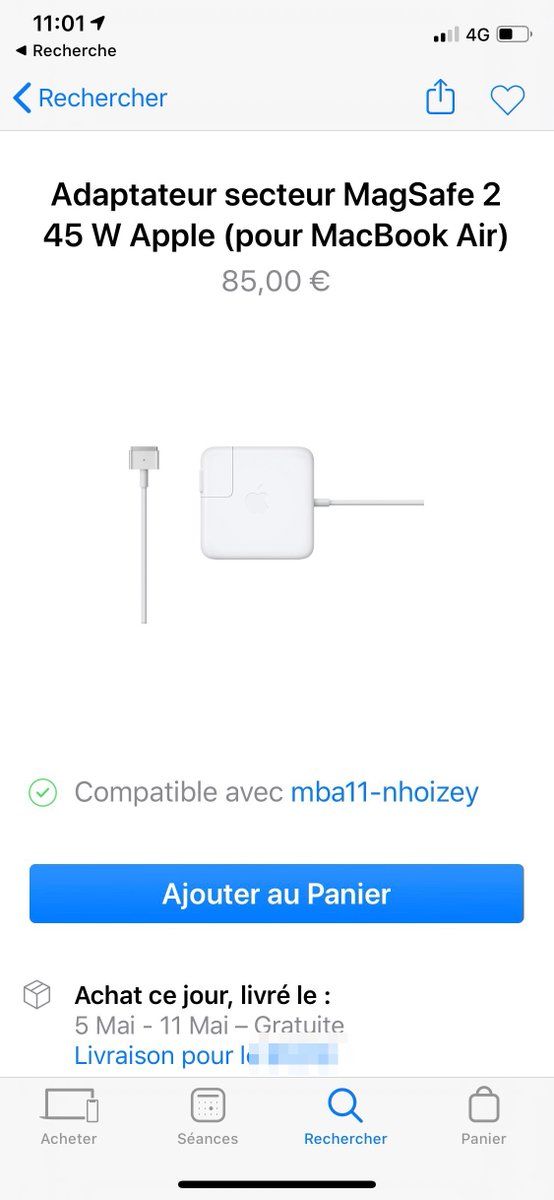 11:01
4G
◀ Recherche
Rechercher
Adaptateur secteur MagSafe 2
45 W Apple (pour MacBook Air)
85,00 €
Compatible avec mba11-nhoizey
Ajouter au Panier
Achat ce jour, livré le :
5 Mai - 11 Mai – Gratuite
Livraison pour
Acheter
Séances
Rechercher
Panier